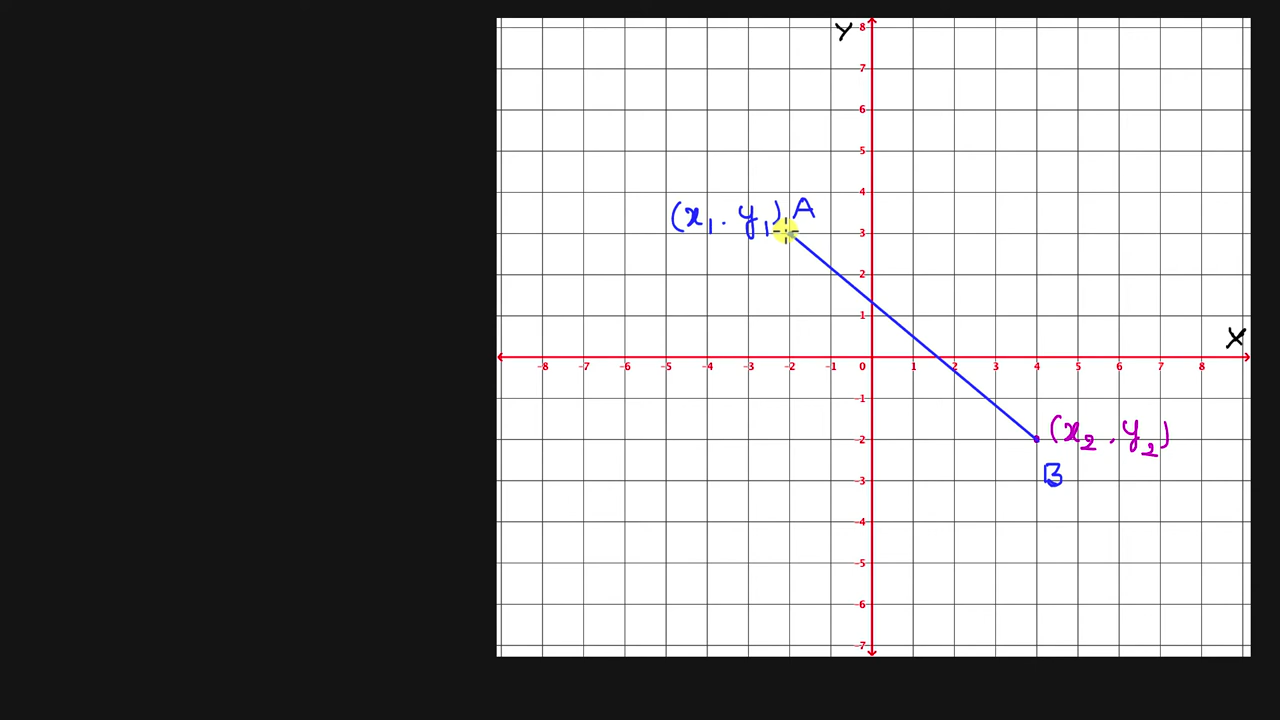 Y
8
7
6
5
4
(x₁ . y₁) A
3
2
1
X
-8 -7 -6 -5 -4 -3 -2 -1 0 1 2 3 4 5 6 7 8
-1
-2 (x₂ , y₂)
B
-3
-4
-5
-6
-7